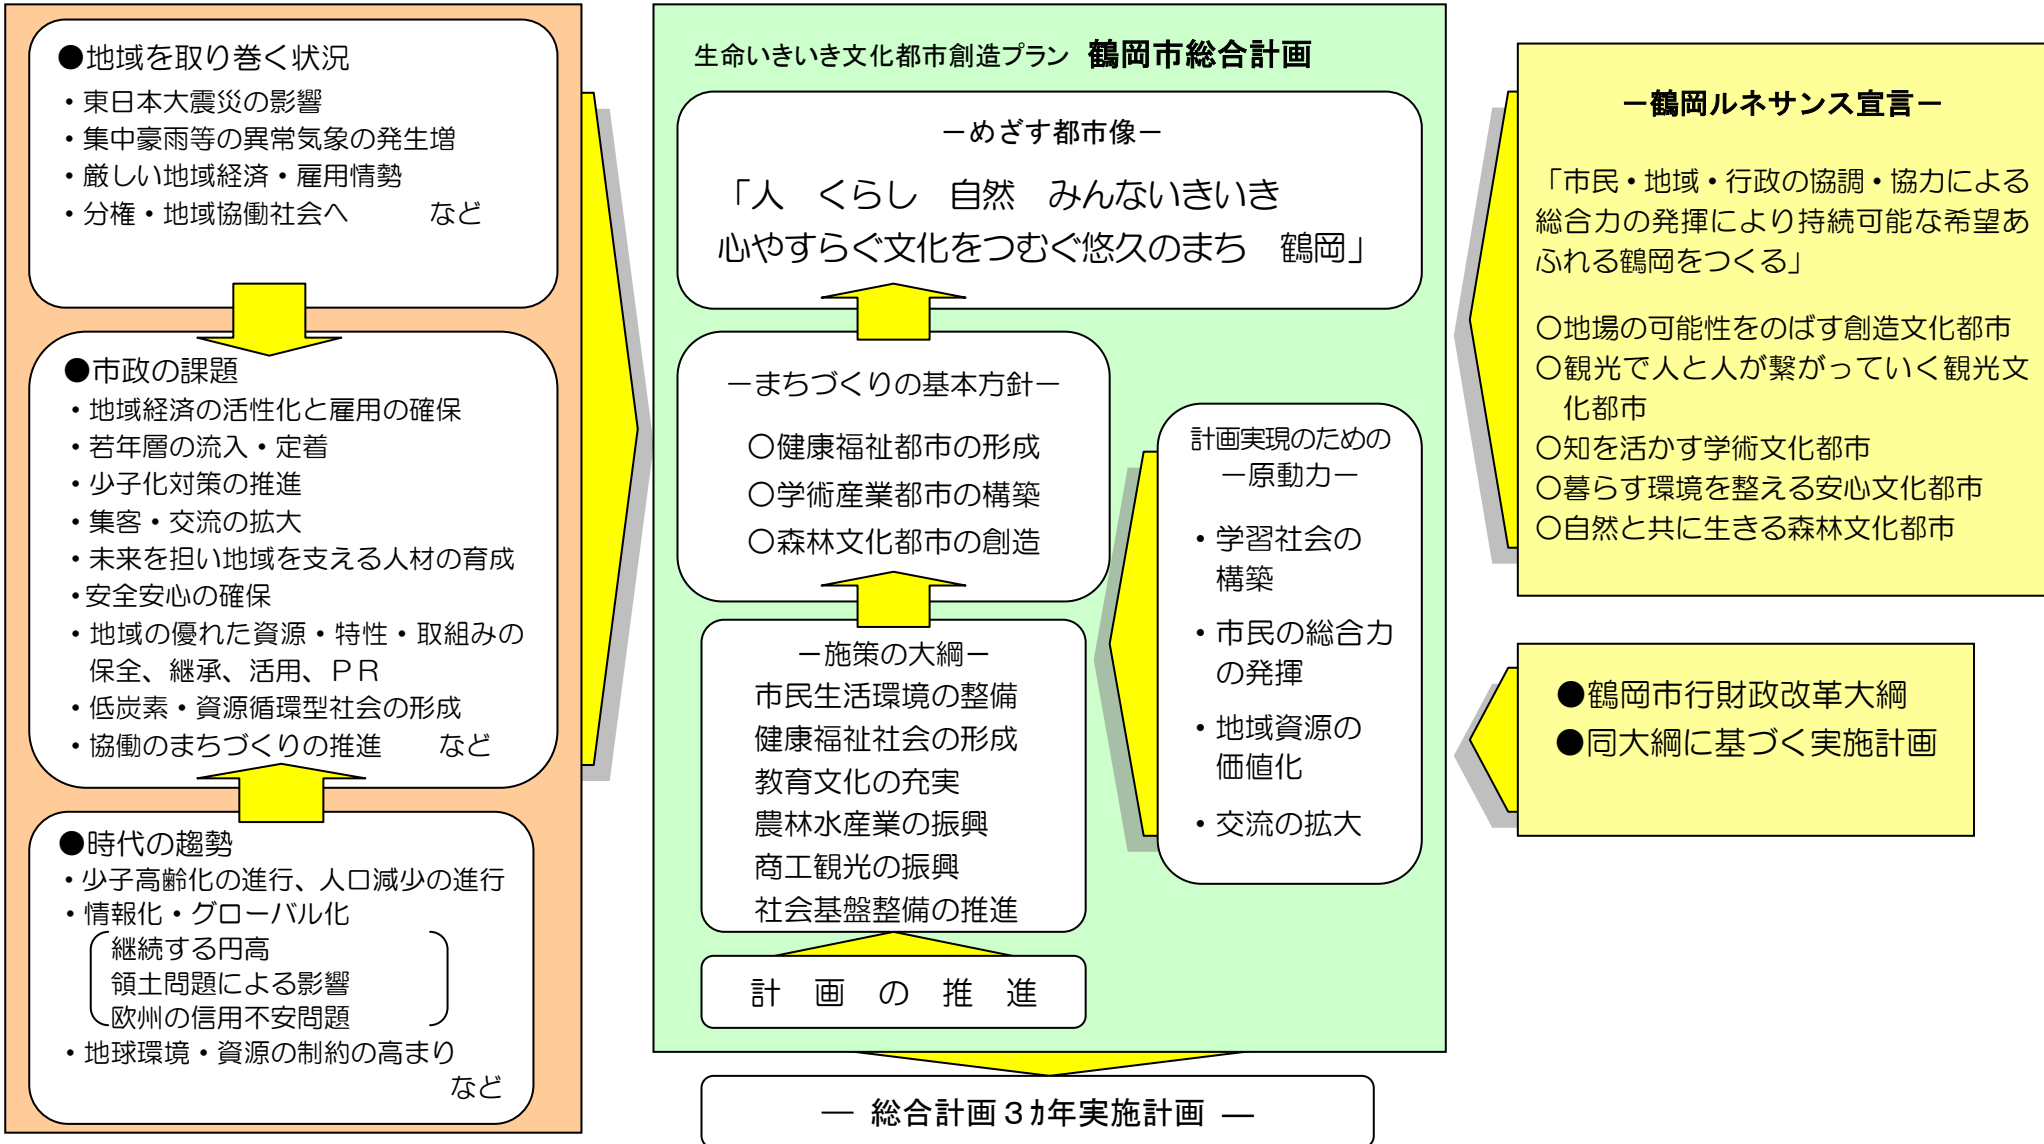 ●地域を取り巻く状況
・東日本大震災の影響
・集中豪雨等の異常気象の発生増
・厳しい地域経済・雇用情勢
・分権・地域協働社会へ　　　など
●市政の課題
・地域経済の活性化と雇用の確保
・若年層の流入・定着
・少子化対策の推進
・集客・交流の拡大
・未来を担い地域を支える人材の育成
・安全安心の確保
・地域の優れた資源・特性・取組みの
保全、継承、活用、ＰＲ
・低炭素・資源循環型社会の形成
・協働のまちづくりの推進　　など
●時代の趨勢
・少子高齢化の進行、人口減少の進行
・情報化・グローバル化
継続する円高
領土問題による影響
欧州の信用不安問題
・地球環境・資源の制約の高まり
など
生命いきいき文化都市創造プラン　鶴岡市総合計画
－めざす都市像－
「人　くらし　自然　みんないきいき
心やすらぐ文化をつむぐ悠久のまち　鶴岡」
－まちづくりの基本方針－
○健康福祉都市の形成
○学術産業都市の構築
○森林文化都市の創造
計画実現のための
－原動力－
・学習社会の
構築
・市民の総合力
の発揮
・地域資源の
価値化
・交流の拡大
－施策の大綱－
市民生活環境の整備
健康福祉社会の形成
教育文化の充実
農林水産業の振興
商工観光の振興
社会基盤整備の推進
計　画　の　推　進
― 総合計画３ｶ年実施計画 ―
－鶴岡ルネサンス宣言－
「市民・地域・行政の協調・協力による
総合力の発揮により持続可能な希望あ
ふれる鶴岡をつくる」
○地場の可能性をのばす創造文化都市
○観光で人と人が繋がっていく観光文
化都市
○知を活かす学術文化都市
○暮らす環境を整える安心文化都市
○自然と共に生きる森林文化都市
●鶴岡市行財政改革大綱
●同大綱に基づく実施計画